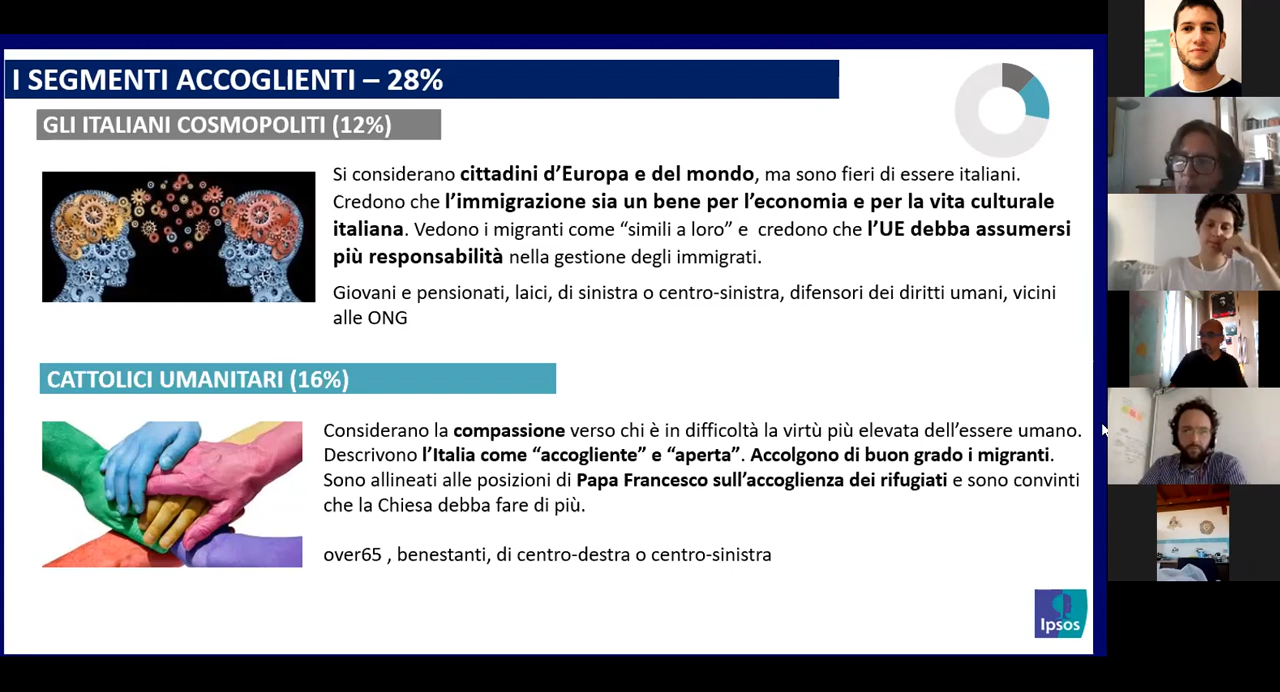 I SEGMENTI ACCOGLIENTI – 28%
GLI ITALIANI COSMOPOLITI (12%)
Si considerano cittadini d’Europa e del mondo, ma sono fieri di essere italiani.
Credono che l’immigrazione sia un bene per l’economia e per la vita culturale
italiana. Vedono i migranti come “simili a loro” e credono che l’UE debba assumersi
più responsabilità nella gestione degli immigrati.
Giovani e pensionati, laici, di sinistra o centro-sinistra, difensori dei diritti umani, vicini
alle ONG
CATTOLICI UMANITARI (16%)
Considerano la compassione verso chi è in difficoltà la virtù più elevata dell’essere umano.
Descrivono l’Italia come “accogliente” e “aperta”. Accolgono di buon grado i migranti.
Sono allineati alle posizioni di Papa Francesco sull’accoglienza dei rifugiati e sono convinti
che la Chiesa debba fare di più.
over65 , benestanti, di centro-destra o centro-sinistra
Ipsos